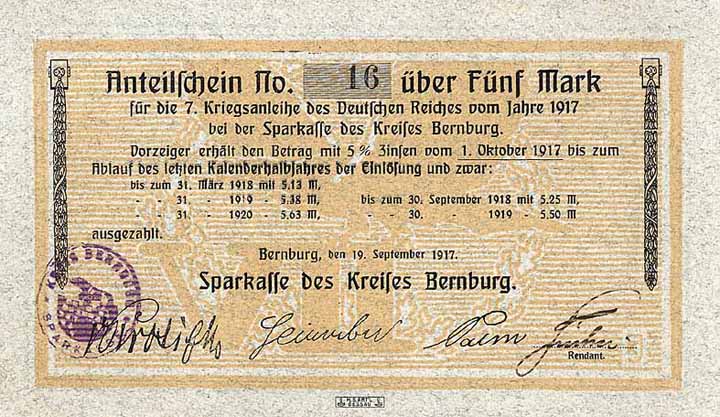 Anteilſchein No. 16 über Fünf Mark
für die 7. Kriegsanleihe des Deutſchen Reiches vom Jahre 1917
bei der Sparkaſſe des Kreiſes Bernburg.
Vorzeiger erhält den Betrag mit 5% Zinſen vom 1. Oktober 1917 bis zum
Ablauf des letzten Kalenderhalbjahres der Einlöſung und zwar:
bis zum 31. März 1918 mit 5.13 M,
- - 31. - 1919 - 5.38 M, bis zum 30. September 1918 mit 5.25 M,
- - 31. - 1920 - 5.63 M, - - 30. - 1919 - 5.50 M
ausgezahlt.
Bernburg, den 19. September 1917.
Sparkaſſe des Kreiſes Bernburg.
KREIS BERNBURG
SPARK
Rendant.
DESSAU